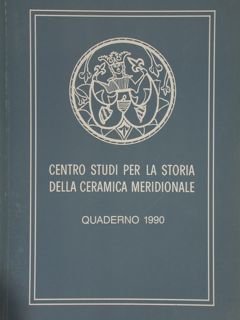 CENTRO STUDI PER LA STORIA
DELLA CERAMICA MERIDIONALE
QUADERNO 1990